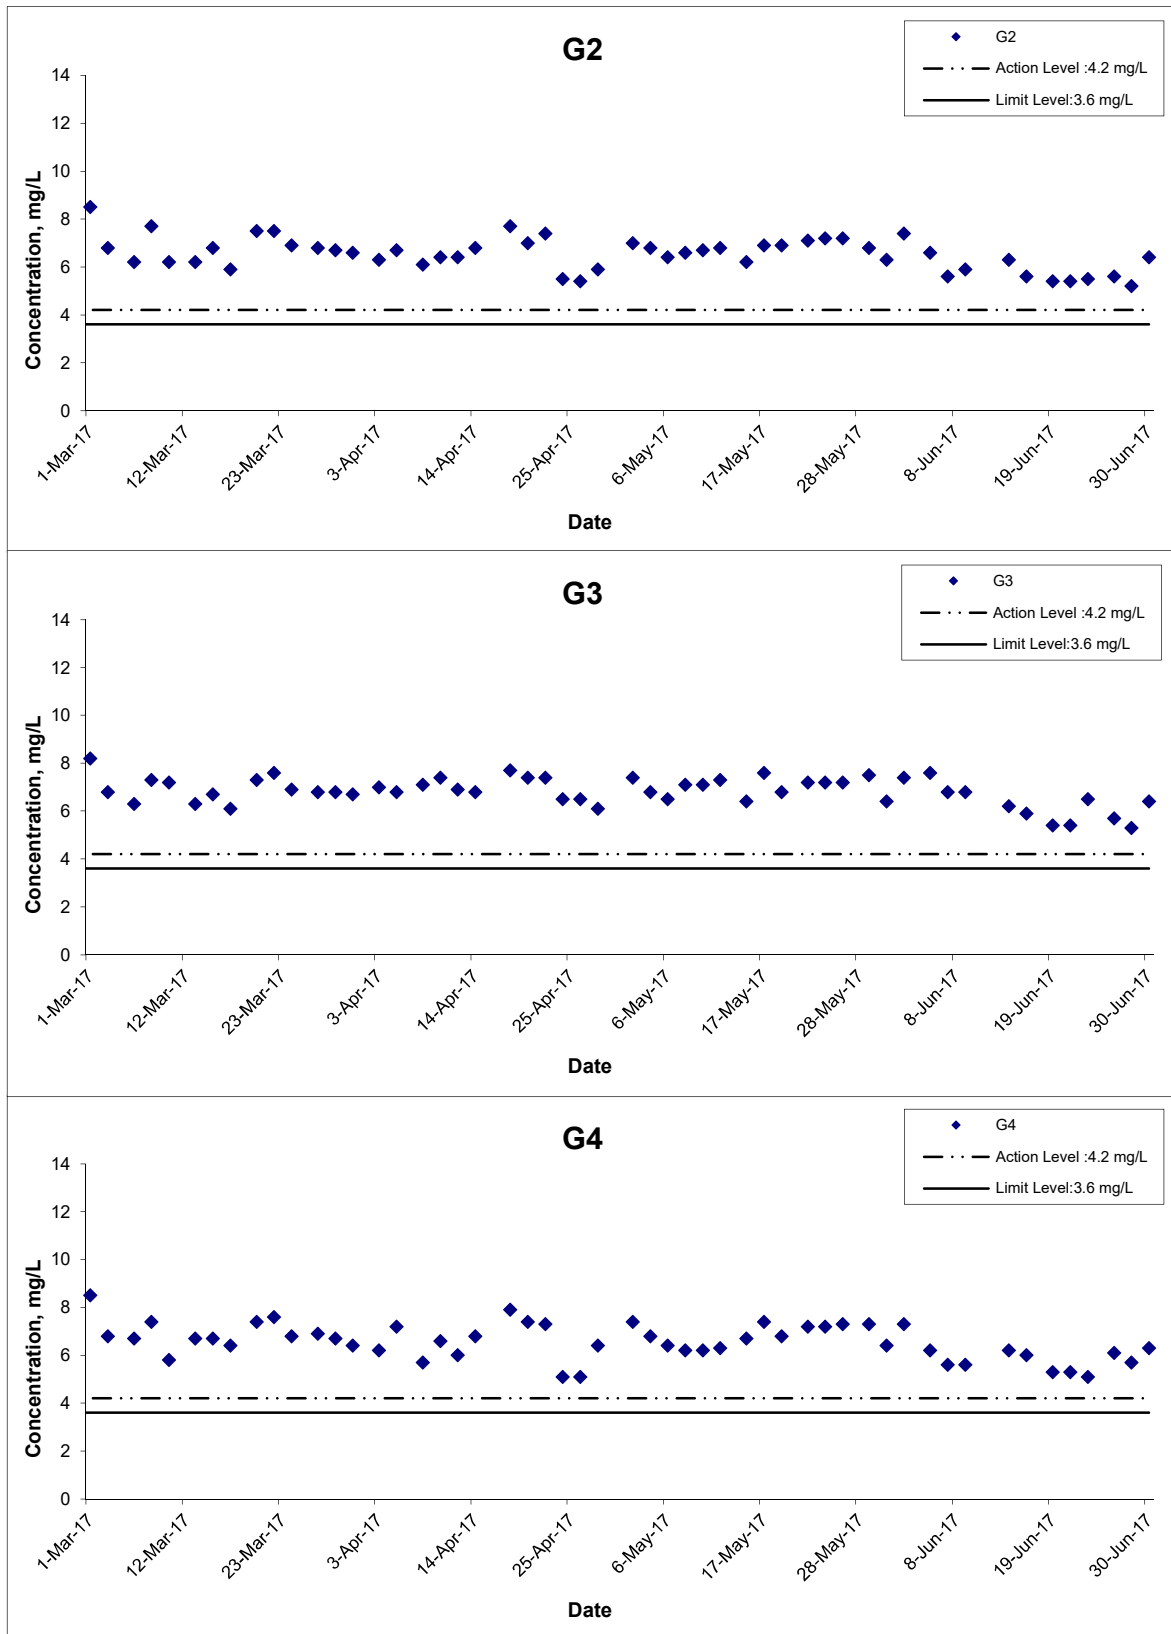 G2
G2
Action Level :4.2 mg/L
Limit Level:3.6 mg/L
14
12
10
8
6
4
2
0
Concentration, mg/L
1-Mar-17
12-Mar-17
23-Mar-17
3-Apr-17
14-Apr-17
25-Apr-17
6-May-17
17-May-17
28-May-17
8-Jun-17
19-Jun-17
30-Jun-17
Date
G3
G3
Action Level :4.2 mg/L
Limit Level:3.6 mg/L
14
12
10
8
6
4
2
0
Concentration, mg/L
1-Mar-17
12-Mar-17
23-Mar-17
3-Apr-17
14-Apr-17
25-Apr-17
6-May-17
17-May-17
28-May-17
8-Jun-17
19-Jun-17
30-Jun-17
Date
G4
G4
Action Level :4.2 mg/L
Limit Level:3.6 mg/L
14
12
10
8
6
4
2
0
Concentration, mg/L
1-Mar-17
12-Mar-17
23-Mar-17
3-Apr-17
14-Apr-17
25-Apr-17
6-May-17
17-May-17
28-May-17
8-Jun-17
19-Jun-17
30-Jun-17
Date